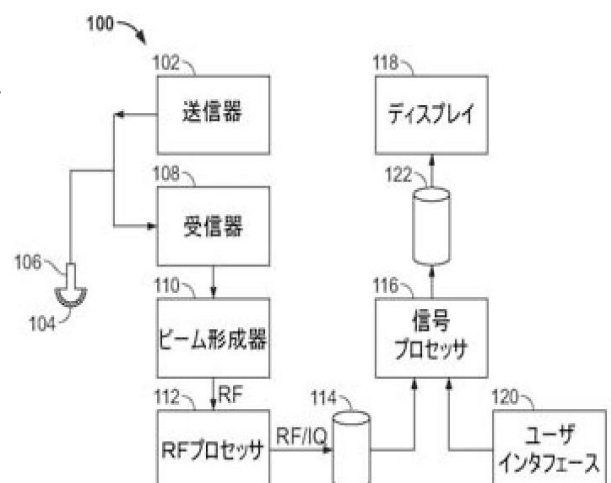 100
102
送信器
118
ディスプレイ
108
受信器
122
106
104
110
ビーム形成器
116
信号
プロセッサ
RF
112
RFプロセッサ
RF/IQ
114
120
ユーザ
インタフェース